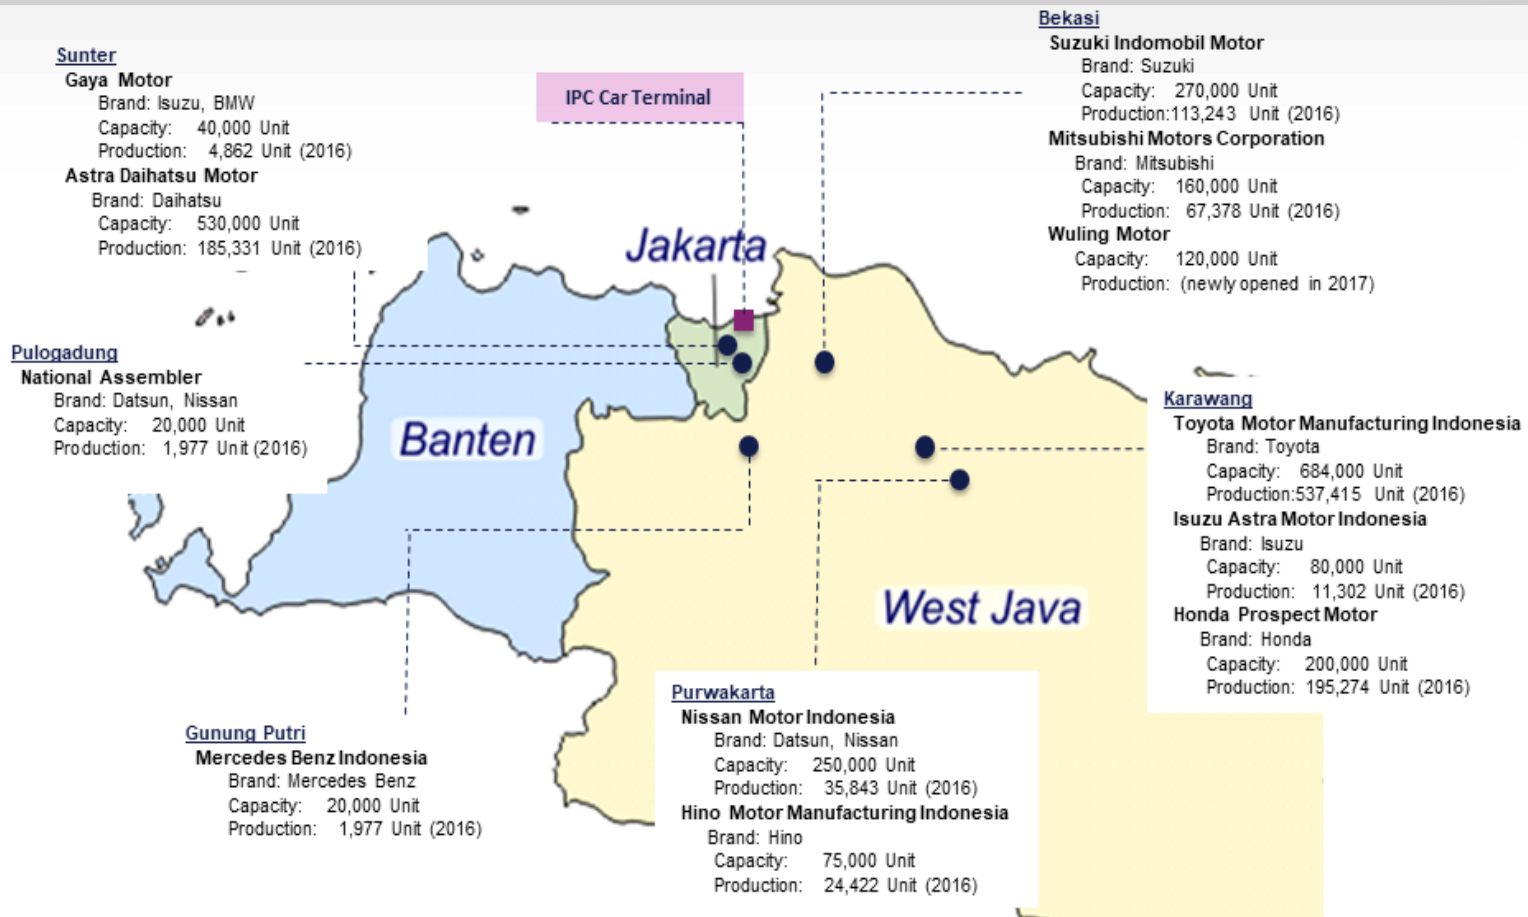 Sunter
Gaya Motor
Brand: Isuzu, BMW
Capacity: 40,000 Unit
Production: 4,862 Unit (2016)
Astra Daihatsu Motor
Brand: Daihatsu
Capacity: 530,000 Unit
Production: 185,331 Unit (2016)
IPC Car Terminal
Bekasi
Suzuki Indomobil Motor
Brand: Suzuki
Capacity: 270,000 Unit
Production:113,243 Unit (2016)
Mitsubishi Motors Corporation
Brand: Mitsubishi
Capacity: 160,000 Unit
Production: 67,378 Unit (2016)
Wuling Motor
Capacity: 120,000 Unit
Production: (newly opened in 2017)
Jakarta
Pulogadung
National Assembler
Brand: Datsun, Nissan
Capacity: 20,000 Unit
Production: 1,977 Unit (2016)
Banten
Karawang
Toyota Motor Manufacturing Indonesia
Brand: Toyota
Capacity: 684,000 Unit
Production:537,415 Unit (2016)
Isuzu Astra Motor Indonesia
Brand: Isuzu
Capacity: 80,000 Unit
Production: 11,302 Unit (2016)
Honda Prospect Motor
Brand: Honda
Capacity: 200,000 Unit
Production: 195,274 Unit (2016)
West Java
Gunung Putri
Mercedes Benz Indonesia
Brand: Mercedes Benz
Capacity: 20,000 Unit
Production: 1,977 Unit (2016)
Purwakarta
Nissan Motor Indonesia
Brand: Datsun, Nissan
Capacity: 250,000 Unit
Production: 35,843 Unit (2016)
Hino Motor Manufacturing Indonesia
Brand: Hino
Capacity: 75,000 Unit
Production: 24,422 Unit (2016)